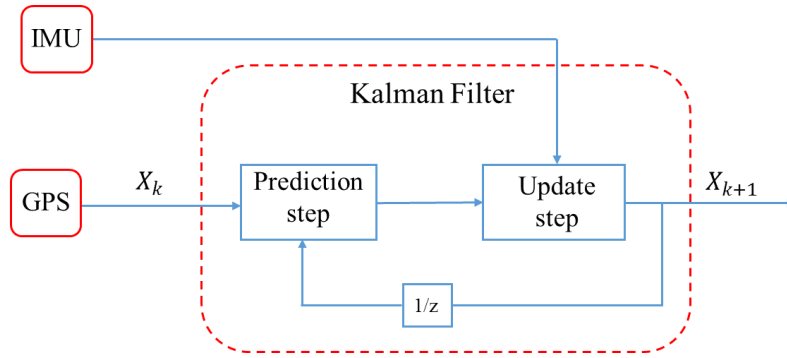 IMU
Kalman Filter
GPS
X_k
Prediction
step
Update
step
X_{k+1}
1/z